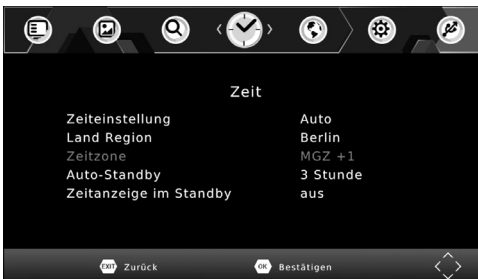 Zeit
Zeiteinstellung Auto
Land Region Berlin
Zeitzone MGZ +1
Auto-Standby 3 Stunde
Zeitanzeige im Standby aus
EXIT Zurück OK Bestätigen